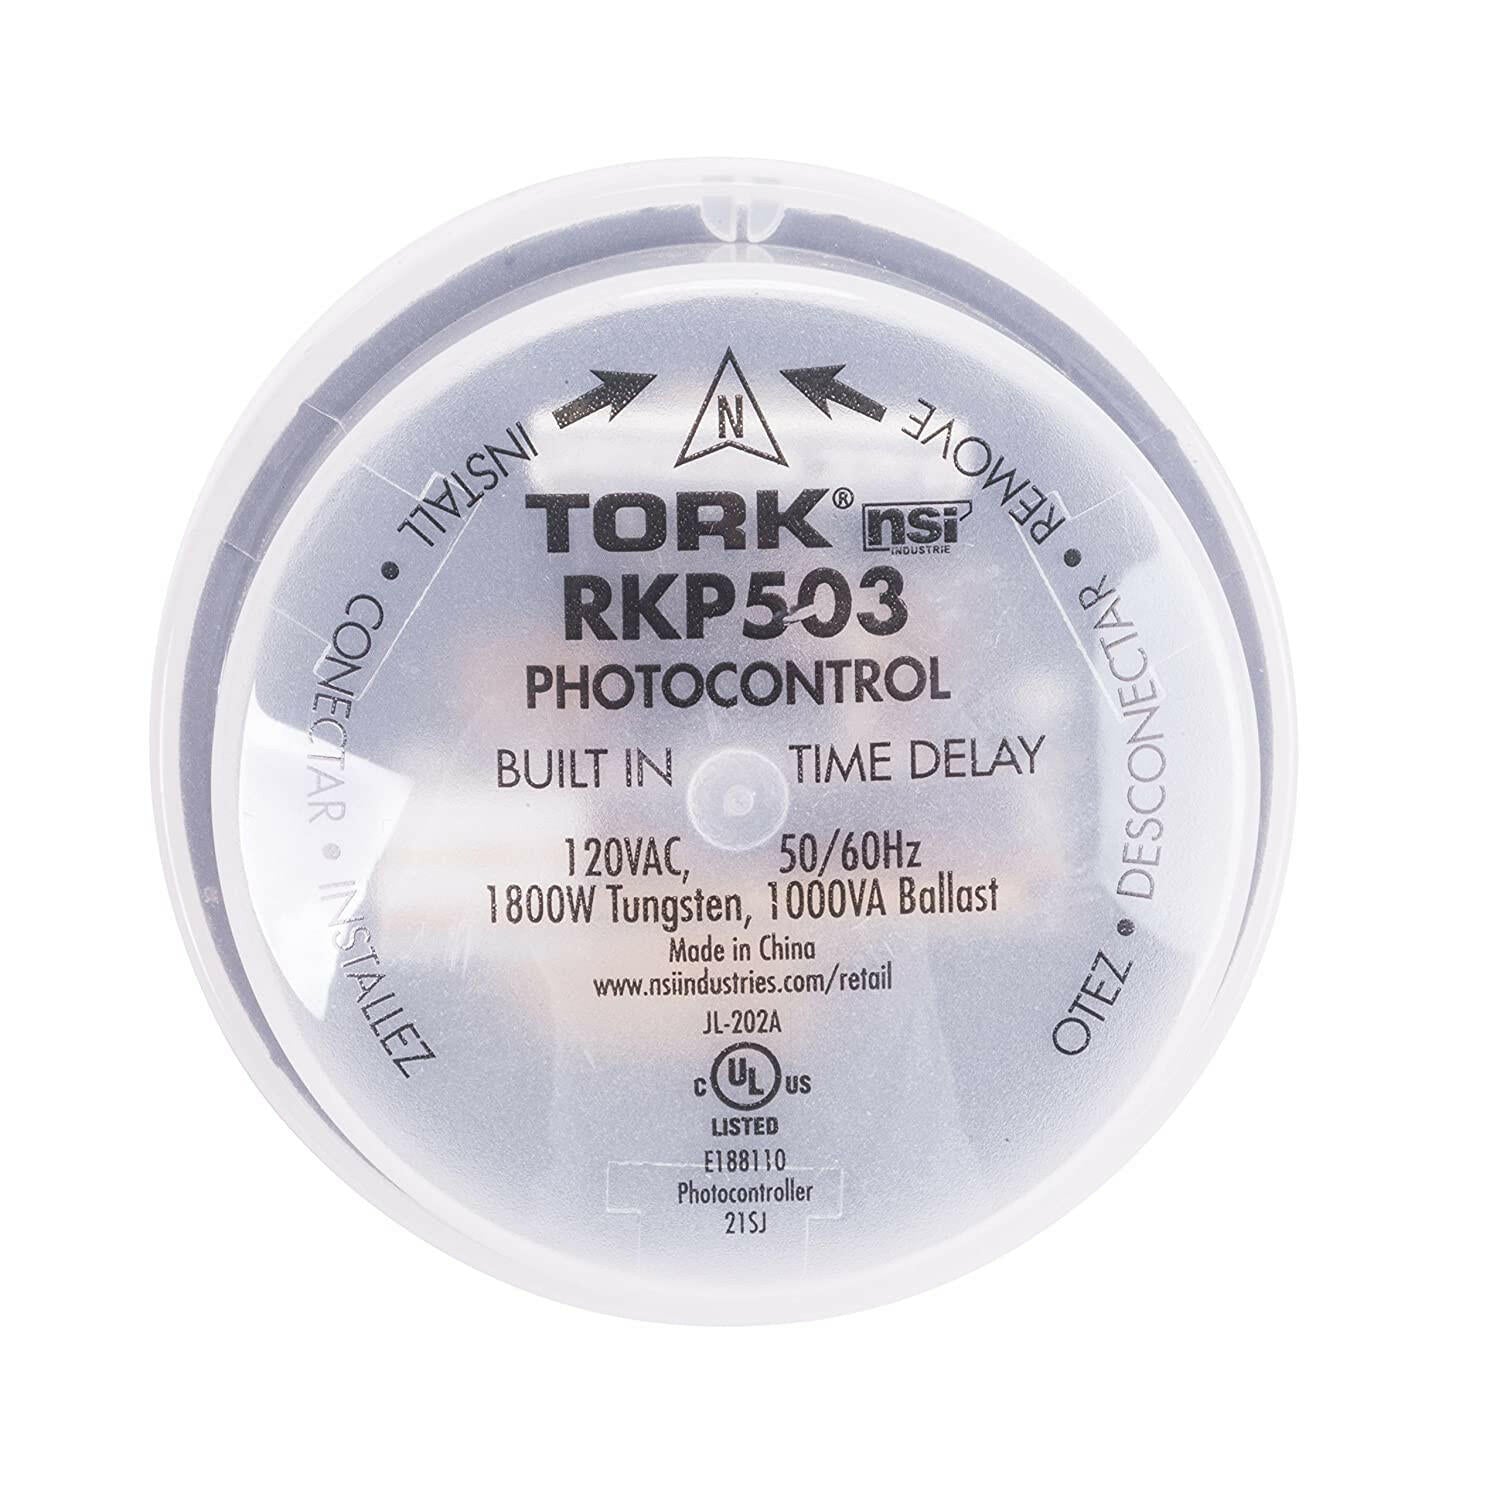 N
INSTALL • CONECTAR • INSTALLEZ
REMOVE • DESCONECTAR • OTEZ
TORK® nsi
INDUSTRIE
RKP503
PHOTOCONTROL
BUILT IN TIME DELAY
120VAC, 50/60Hz
1800W Tungsten, 1000VA Ballast
Made in China
www.nsiindustries.com/retail
JL-202A
C UL US
LISTED
E188110
Photocontroller
21SJ